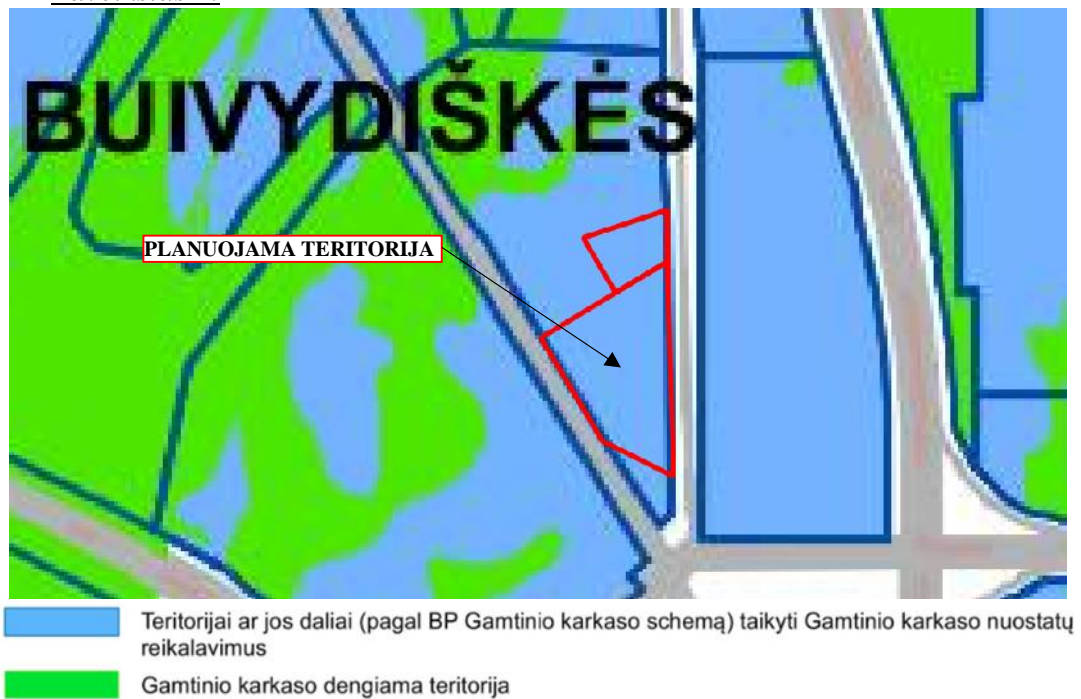 BUIVYDIŠKĖS
PLANUOJAMA TERITORIJA
Teritorijai ar jos daliai (pagal BP Gamtinio karkaso schemą) taikyti Gamtinio karkaso nuostatų
reikalavimus
Gamtinio karkaso dengiama teritorija